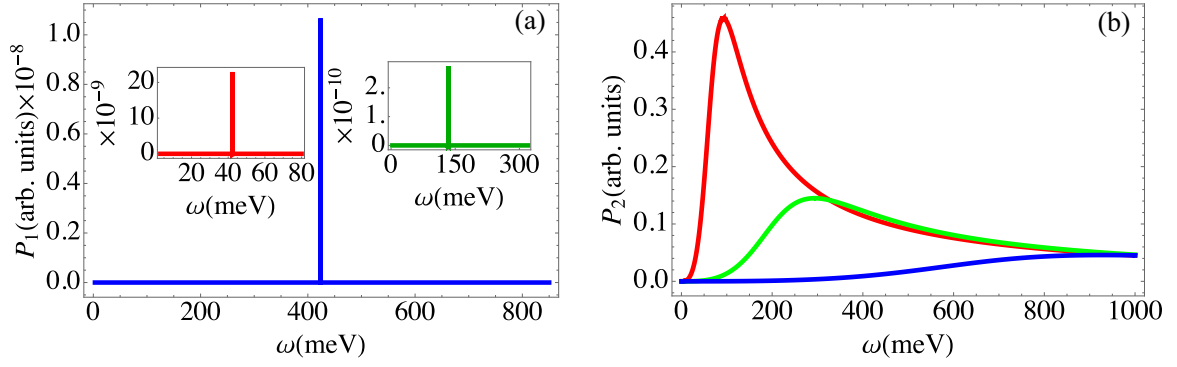 (a)
P₁(arb. units)×10⁻⁸
1.0
0.8
0.6
0.4
0.2
0.0
0 200 400 600 800
ω(meV)
×10⁻⁹
20
10
0
20 40 60 80
ω(meV)
×10⁻¹⁰
2.
1.
0
0 150 300
ω(meV)
(b)
P₂(arb. units)
0.4
0.3
0.2
0.1
0.0
0 200 400 600 800 1000
ω(meV)